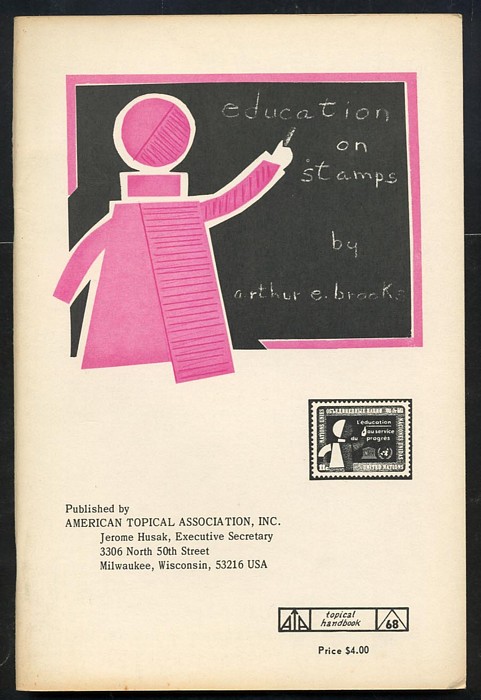 education
on
stamps
by
arthur e. brooks
NATIONS UNIES
l'éducation
au service
du progrès
UNITED NATIONS
Published by
AMERICAN TOPICAL ASSOCIATION, INC.
Jerome Husak, Executive Secretary
3306 North 50th Street
Milwaukee, Wisconsin, 53216 USA
ATA
topical
handbook
68
Price $4.00